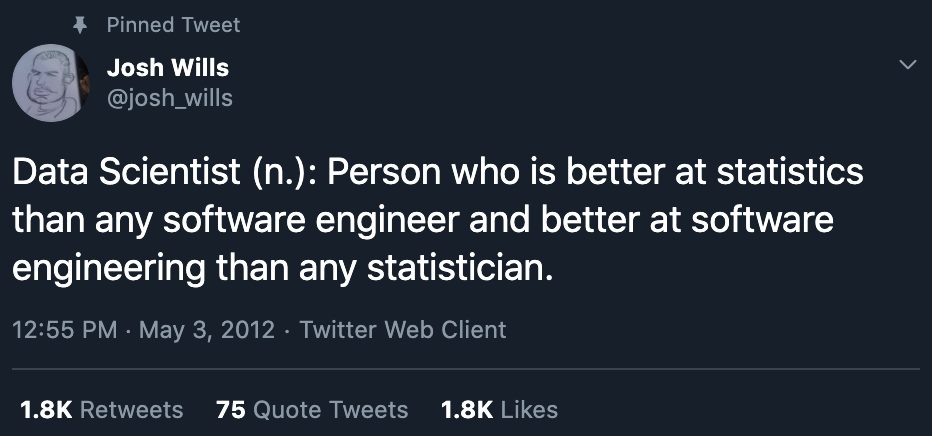 Pinned Tweet
Josh Wills
@josh_wills
Data Scientist (n.): Person who is better at statistics
than any software engineer and better at software
engineering than any statistician.
12:55 PM · May 3, 2012 · Twitter Web Client
1.8K Retweets 75 Quote Tweets 1.8K Likes